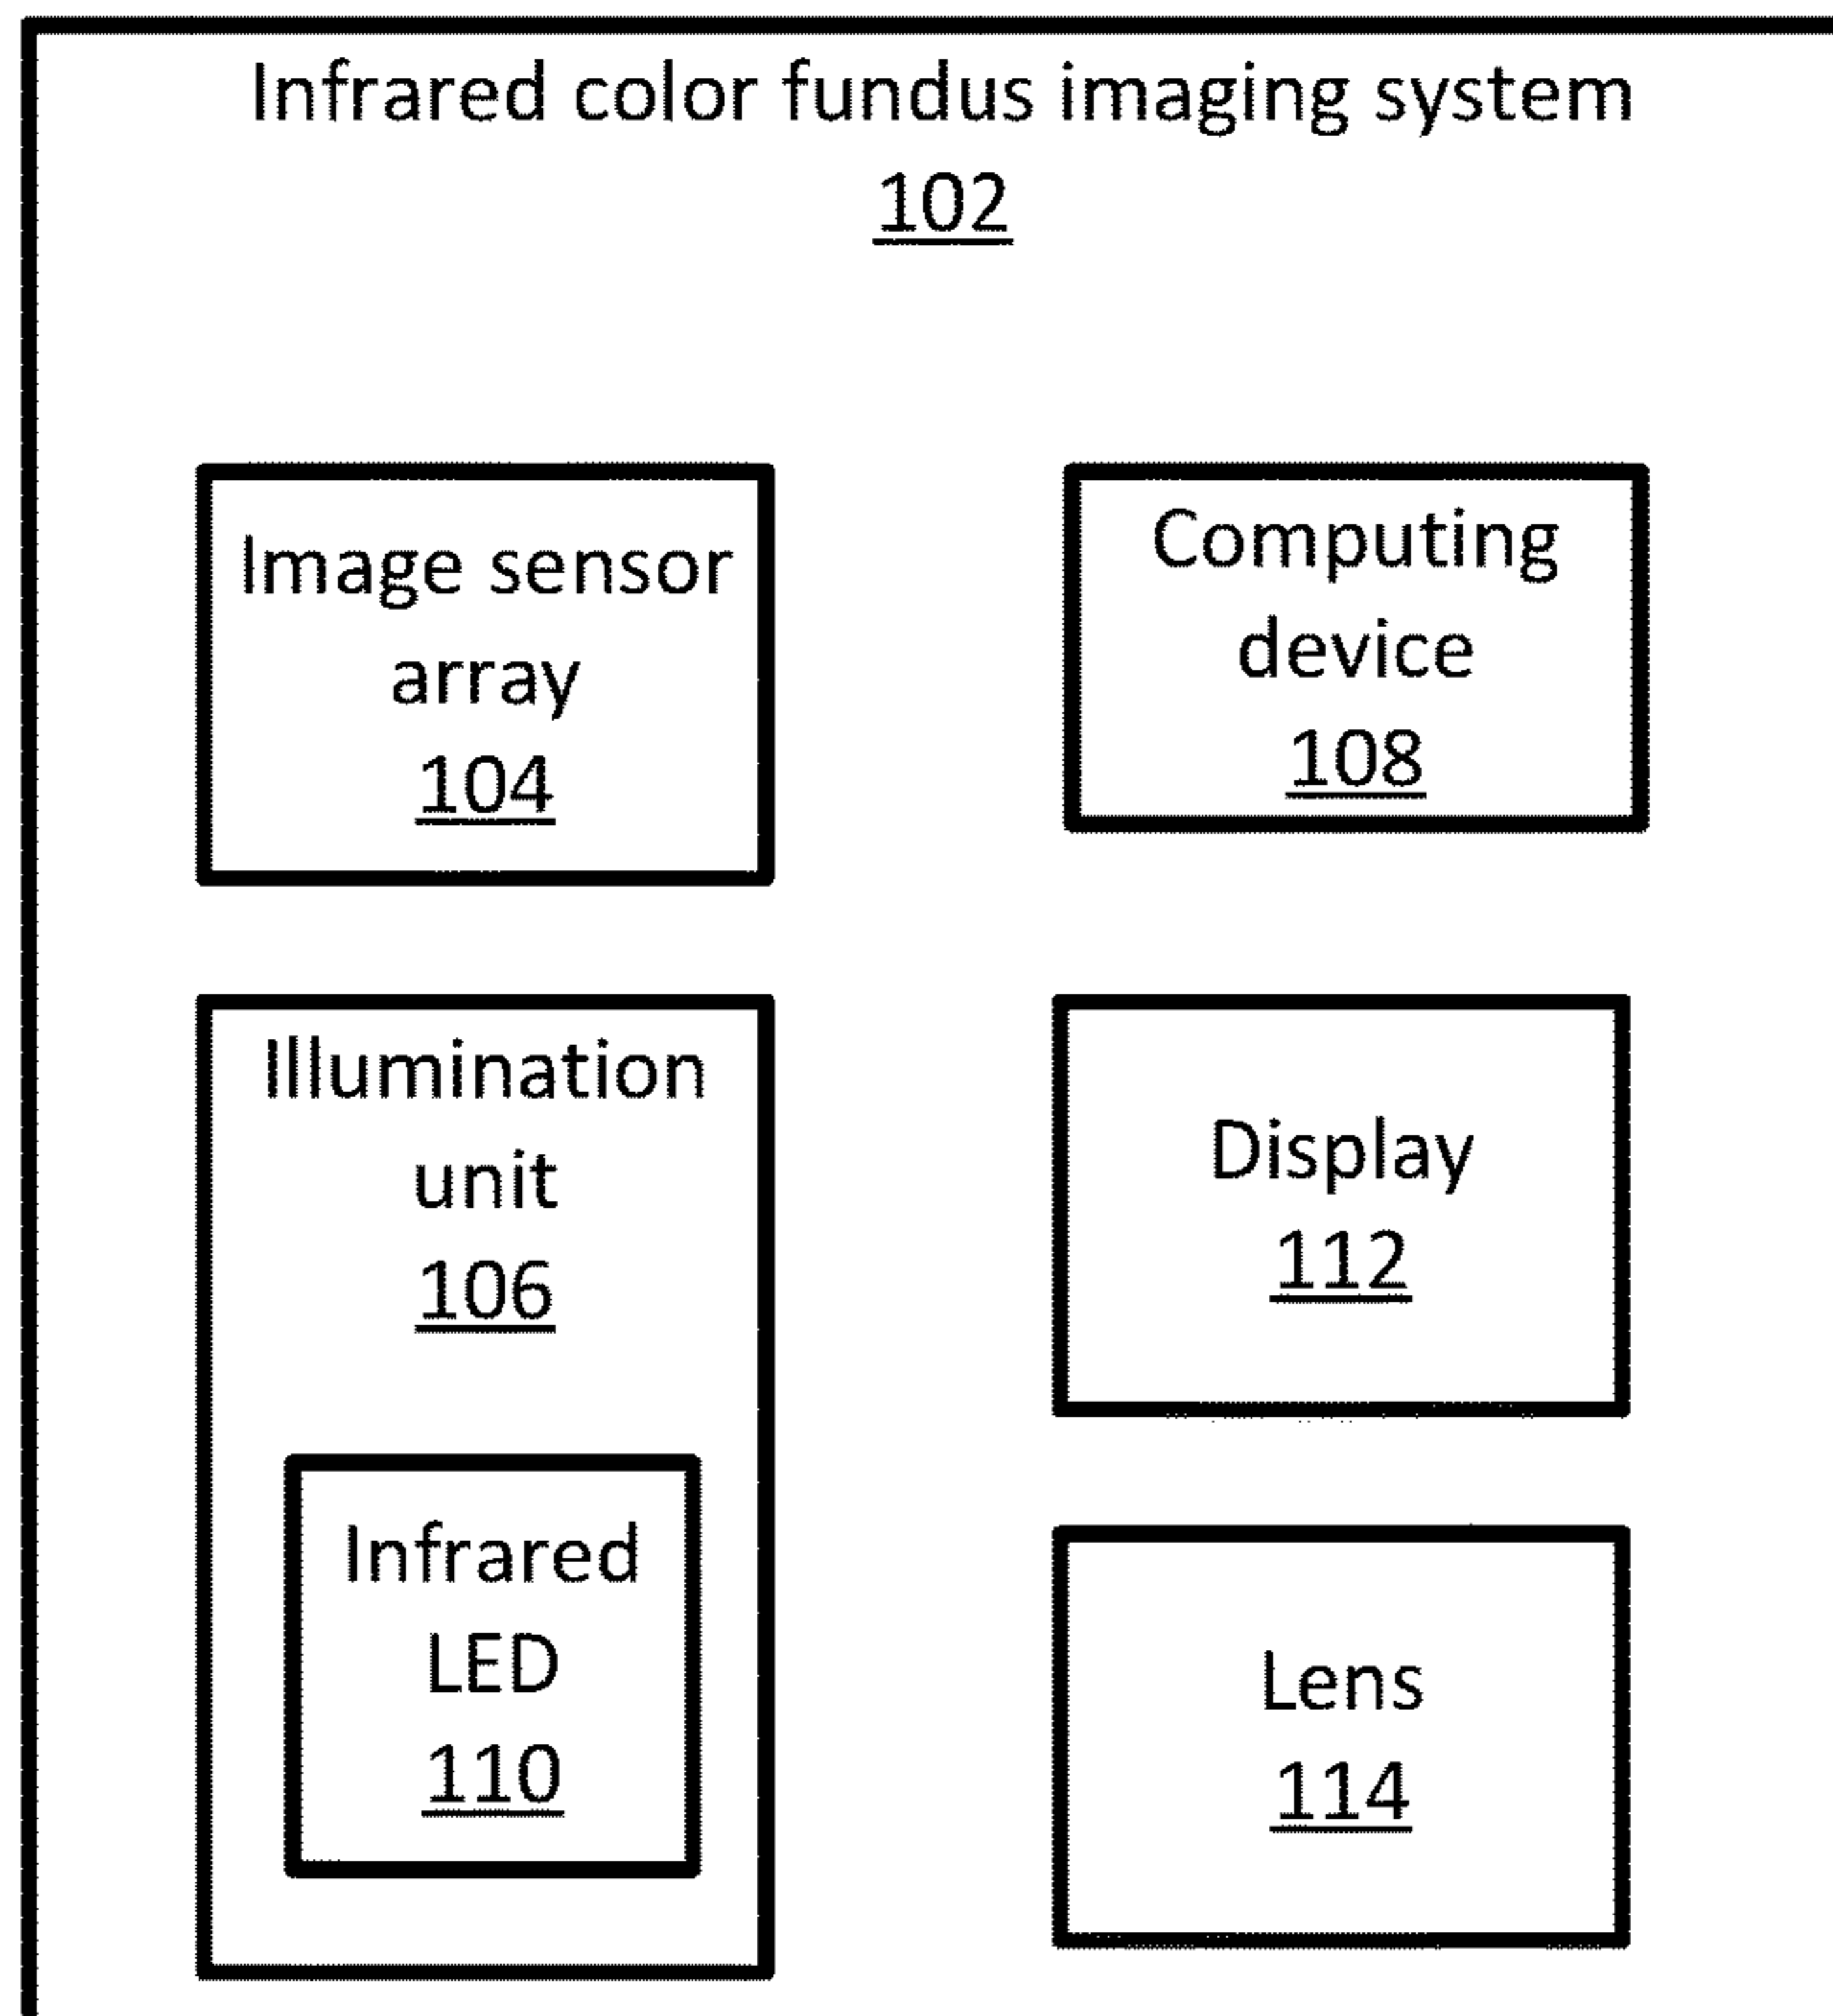 Infrared color fundus imaging system
102
Image sensor
array
104
Computing
device
108
Illumination
unit
106
Infrared
LED
110
Display
112
Lens
114